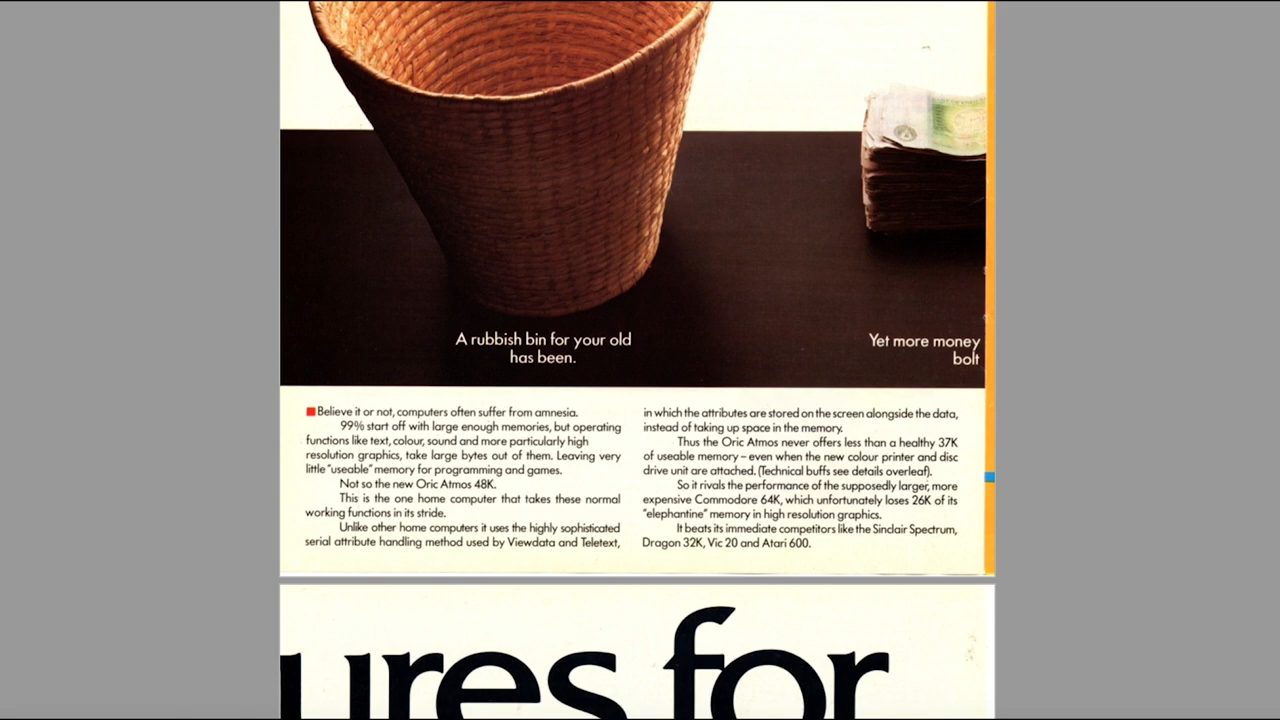 A rubbish bin for your old
has been.
Yet more money
bolt
Believe it or not, computers often suffer from amnesia.
99% start off with large enough memories, but operating
functions like text, colour, sound and more particularly high
resolution graphics, take large bytes out of them. Leaving very
little "useable" memory for programming and games.
Not so the new Oric Atmos 48K.
This is the one home computer that takes these normal
working functions in its stride.
Unlike other home computers it uses the highly sophisticated
serial attribute handling method used by Viewdata and Teletext,
in which the attributes are stored on the screen alongside the data,
instead of taking up space in the memory.
Thus the Oric Atmos never offers less than a healthy 37K
of useable memory – even when the new colour printer and disc
drive unit are attached. (Technical buffs see details overleaf).
So it rivals the performance of the supposedly larger, more
expensive Commodore 64K, which unfortunately loses 26K of its
"elephantine" memory in high resolution graphics.
It beats its immediate competitors like the Sinclair Spectrum,
Dragon 32K, Vic 20 and Atari 600.
ures for